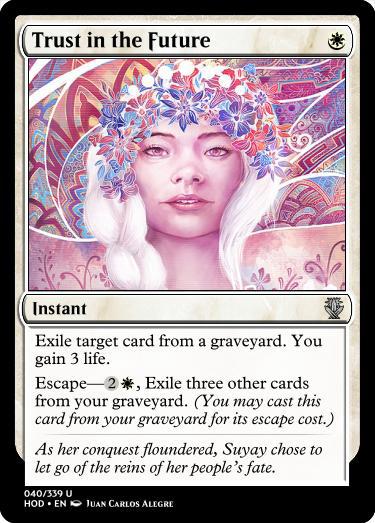 Trust in the Future
Instant
Exile target card from a graveyard. You
gain 3 life.
Escape—2, Exile three other cards
from your graveyard. (You may cast this
card from your graveyard for its escape cost.)
As her conquest floundered, Suyay chose to
let go of the reins of her people's fate.
040/339 U
HOD • EN Juan Carlos Alegre